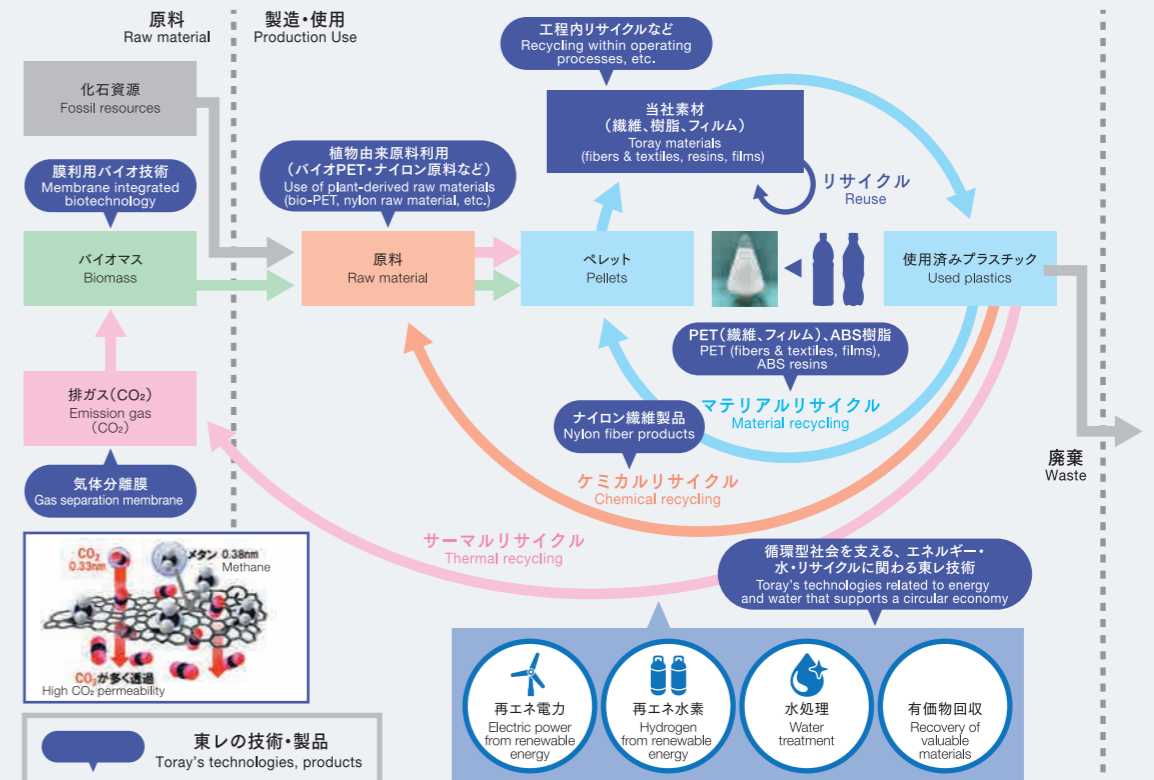 原料
Raw material
製造・使用
Production Use
工程内リサイクルなど
Recycling within operating
processes, etc.
化石資源
Fossil resources
当社素材
（繊維、樹脂、フィルム）
Toray materials
(fibers & textiles, resins, films)
膜利用バイオ技術
Membrane integrated
biotechnology
植物由来原料利用
（バイオPET・ナイロン原料など）
Use of plant-derived raw materials
(bio-PET, nylon raw material, etc.)
リサイクル
Reuse
バイオマス
Biomass
原料
Raw material
ペレット
Pellets
使用済みプラスチック
Used plastics
PET（繊維、フィルム）、ABS樹脂
PET (fibers & textiles, films),
ABS resins
排ガス（CO₂）
Emission gas
(CO₂)
マテリアルリサイクル
Material recycling
ナイロン繊維製品
Nylon fiber products
廃棄
Waste
気体分離膜
Gas separation membrane
ケミカルリサイクル
Chemical recycling
サーマルリサイクル
Thermal recycling
循環型社会を支える、エネルギー・
水・リサイクルに関わる東レ技術
Toray's technologies related to energy
and water that supports a circular economy
CO₂
0.33nm
メタン 0.38nm
Methane
CO₂が多く透過
High CO₂ permeability
再エネ電力
Electric power
from renewable
energy
再エネ水素
Hydrogen
from renewable
energy
水処理
Water
treatment
有価物回収
Recovery of
valuable
materials
東レの技術・製品
Toray's technologies, products